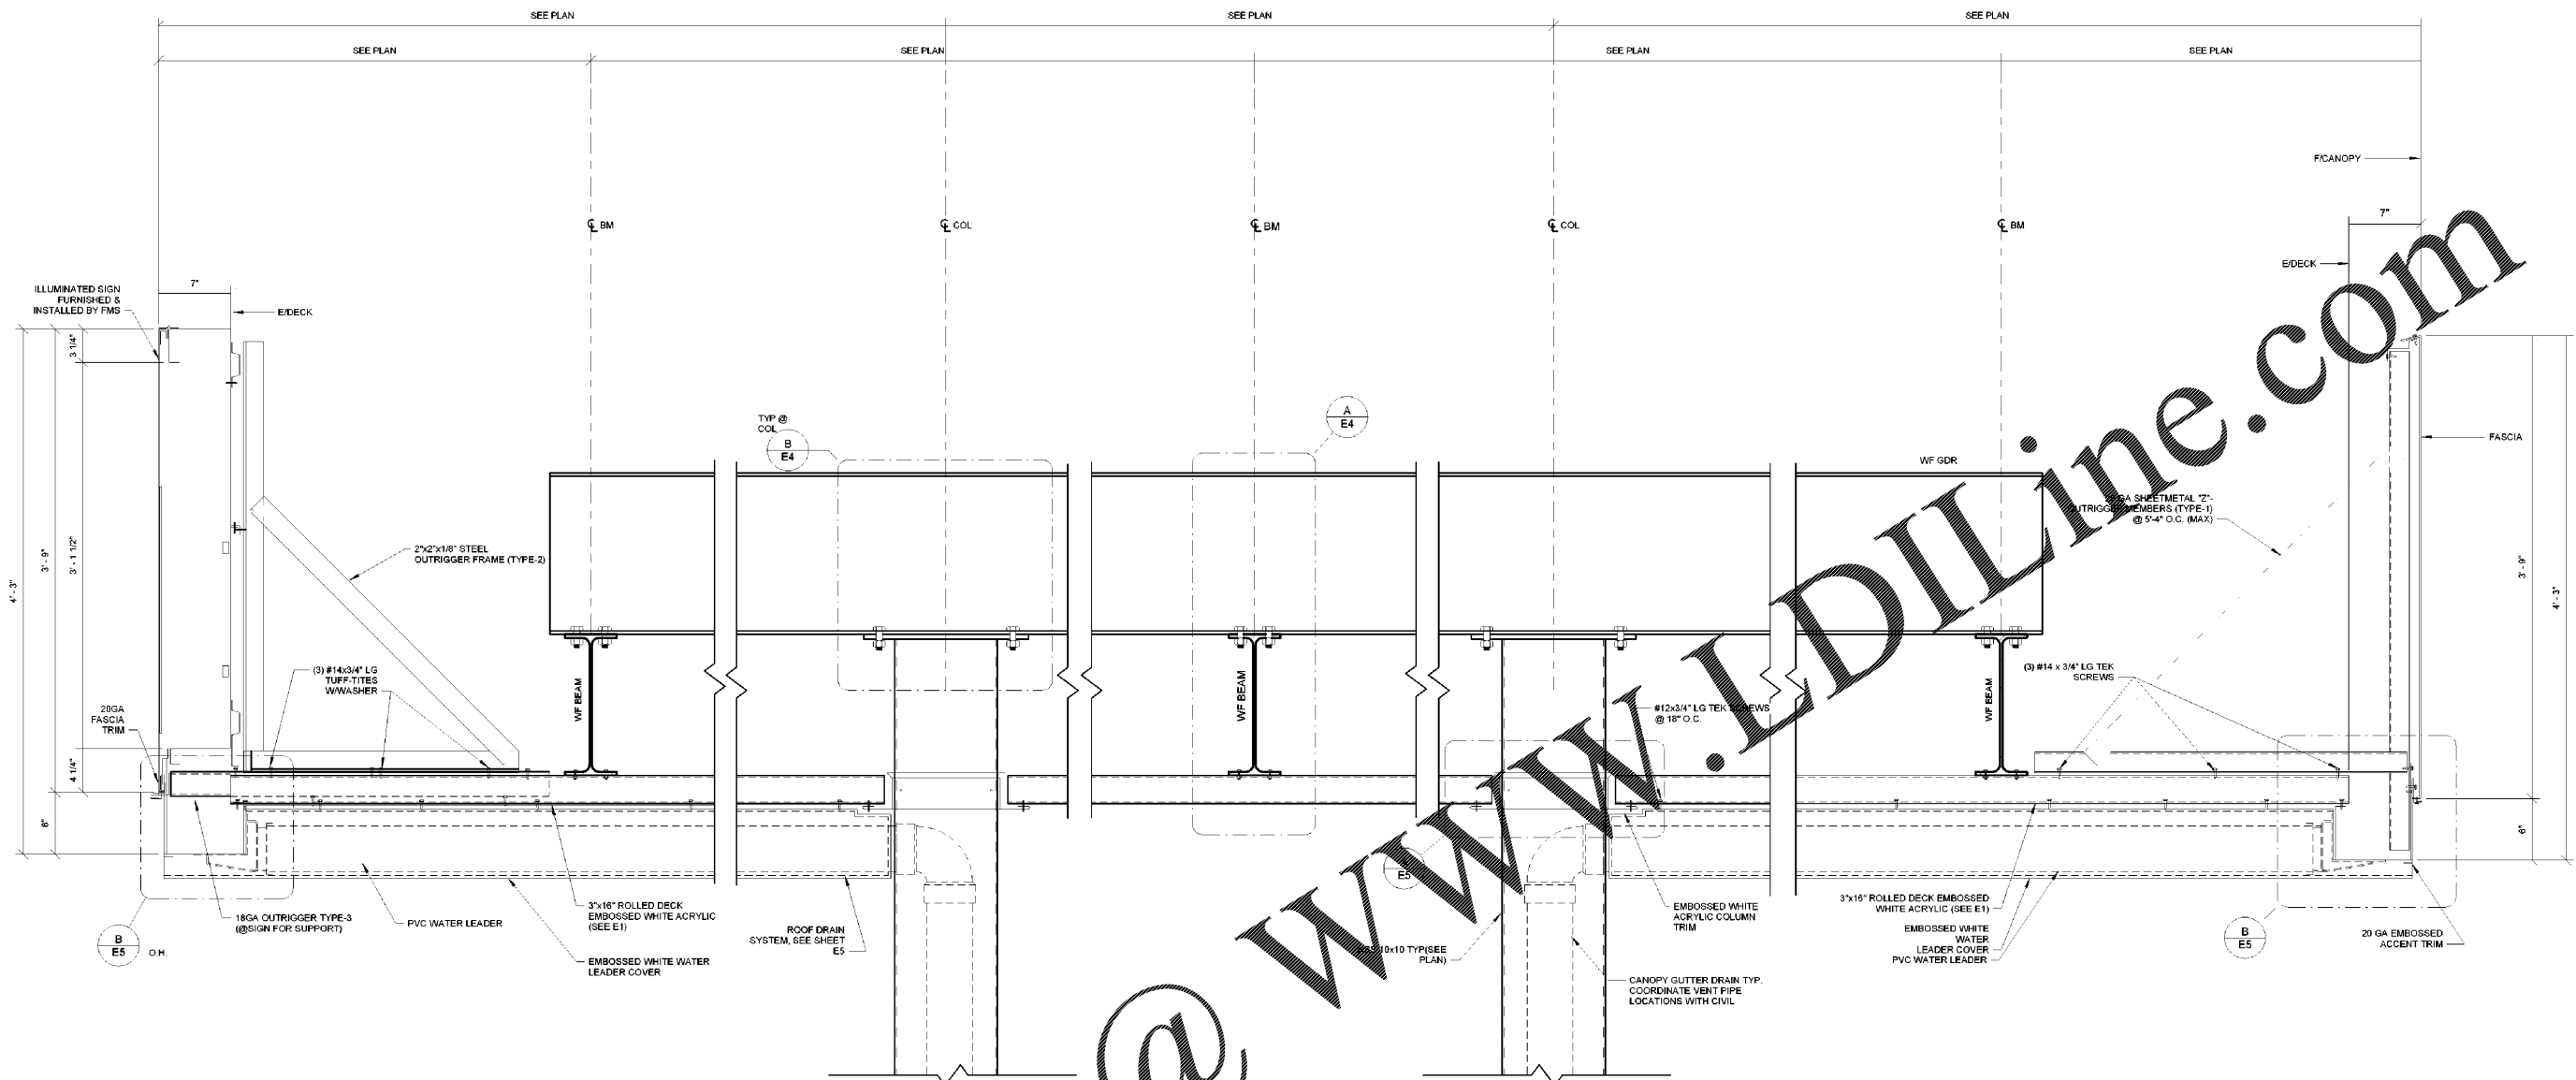 SEE PLAN
SEE PLAN
SEE PLAN
SEE PLAN
SEE PLAN
SEE PLAN
SEE PLAN
F/CANOPY
7"
℄ BM
℄ COL
℄ BM
℄ COL
℄ BM
E/DECK
7"
ILLUMINATED SIGN
FURNISHED &
INSTALLED BY FMS
E/DECK
3 1/4"
3' - 1 1/2"
3' - 9"
4' - 3"
4 1/4"
6"
TYP @
COL
B
E4
A
E4
WF GDR
FASCIA
SHEETMETAL "Z"-
MEMBERS (TYPE-1)
@ 5'-4" O.C. (MAX)
2"x2"x1/8" STEEL
OUTRIGGER FRAME (TYPE-2)
3' - 9"
4' - 3"
6"
(3) #14x3/4" LG
TUFF-TITES
W/WASHER
20GA
FASCIA
TRIM
WF BEAM
WF BEAM
WF BEAM
(3) #14 x 3/4" LG TEK
SCREWS
#12x3/4" LG TEK SCREWS
@ 18" O.C.
E5
18GA OUTRIGGER TYPE-3
(@SIGN FOR SUPPORT)
B
E5
O.H.
PVC WATER LEADER
3"x16" ROLLED DECK
EMBOSSED WHITE ACRYLIC
(SEE E1)
EMBOSSED WHITE WATER
LEADER COVER
ROOF DRAIN
SYSTEM, SEE SHEET
E5
10x10 TYP(SEE
PLAN)
EMBOSSED WHITE
ACRYLIC COLUMN
TRIM
CANOPY GUTTER DRAIN TYP.
COORDINATE VENT PIPE
LOCATIONS WITH CIVIL
3"x16" ROLLED DECK EMBOSSED
WHITE ACRYLIC (SEE E1)
EMBOSSED WHITE
WATER
LEADER COVER
PVC WATER LEADER
B
E5
20 GA EMBOSSED
ACCENT TRIM
@ www.LDILine.com